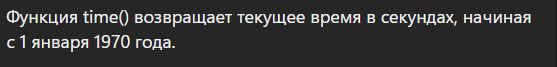 Функция time() возвращает текущее время в секундах, начиная
с 1 января 1970 года.